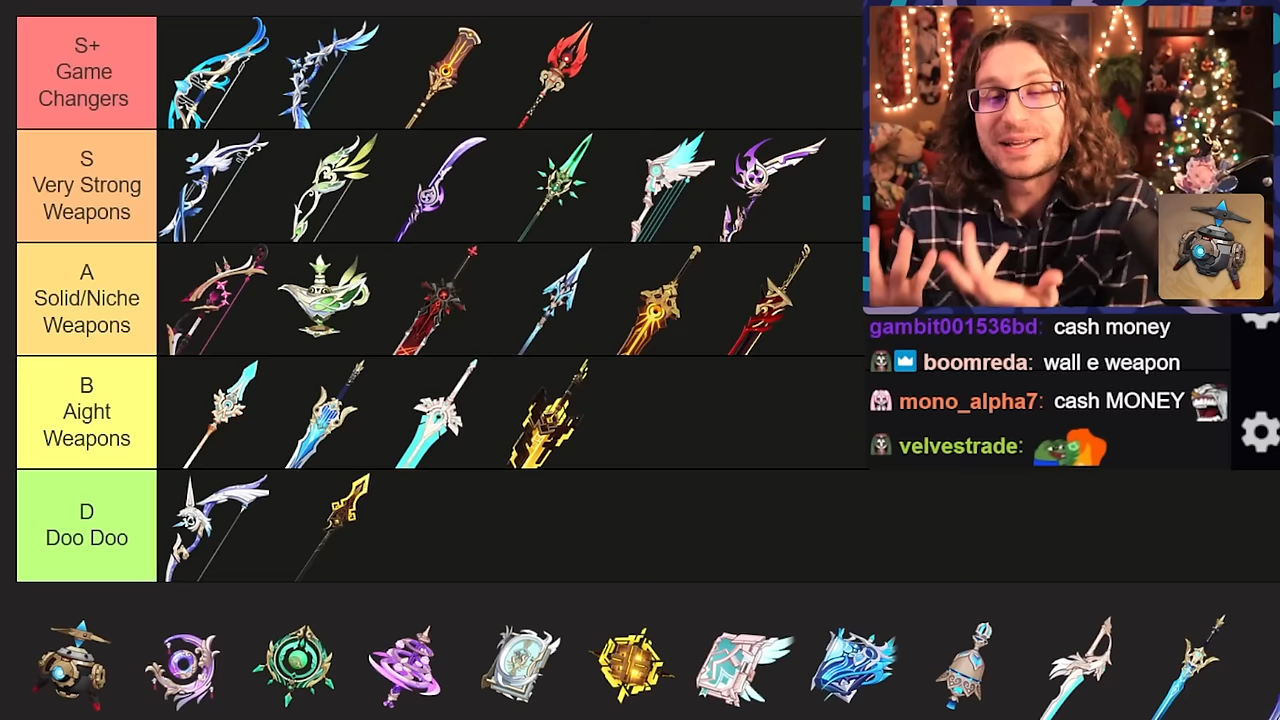 S+
Game
Changers
S
Very Strong
Weapons
A
Solid/Niche
Weapons
B
Aight
Weapons
D
Doo Doo
gambit001536bd: cash money
boomreda: wall e weapon
mono_alpha7: cash MONEY
velvestrade: